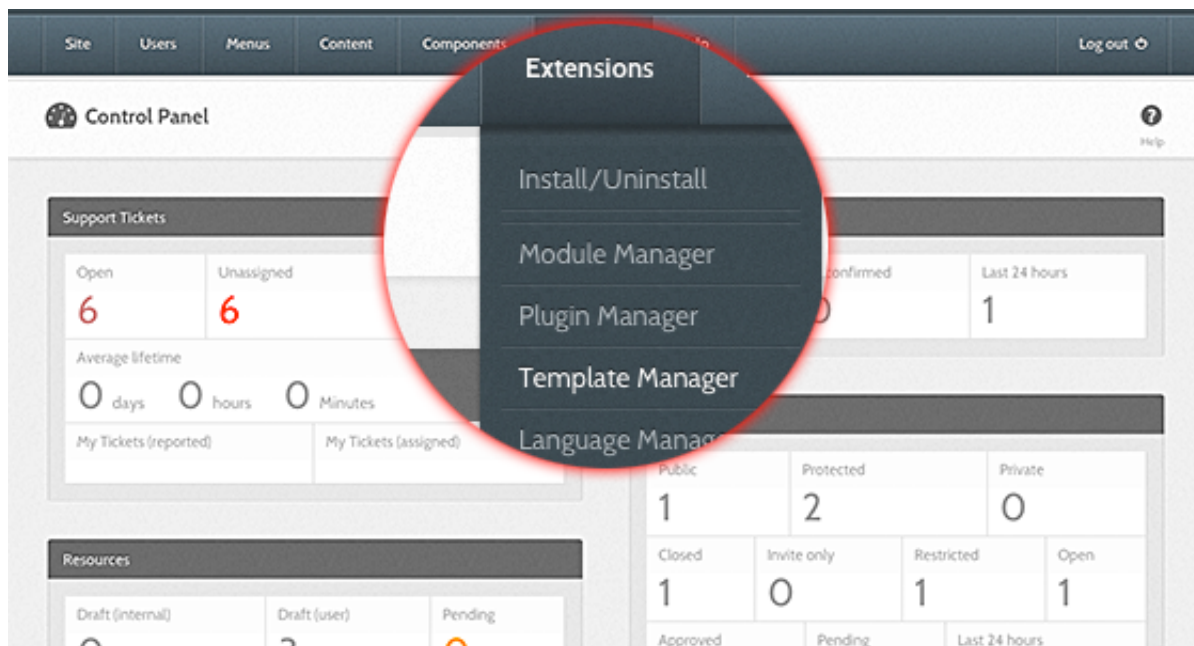 Site Users Menus Content Components Log out
Extensions
Control Panel
Help
Install/Uninstall
Module Manager
Plugin Manager
Template Manager
Language
Support Tickets
Open Unassigned
6 6
Average lifetime
0 days 0 hours 0 Minutes
My Tickets (reported) My Tickets (assigned)
Last 24 hours
1
Public Protected Private
1 2 0
Closed Invite only Restricted Open
1 0 1 1
Approved Pending Last 24 hours
Resources
Draft (internal) Draft (user) Pending